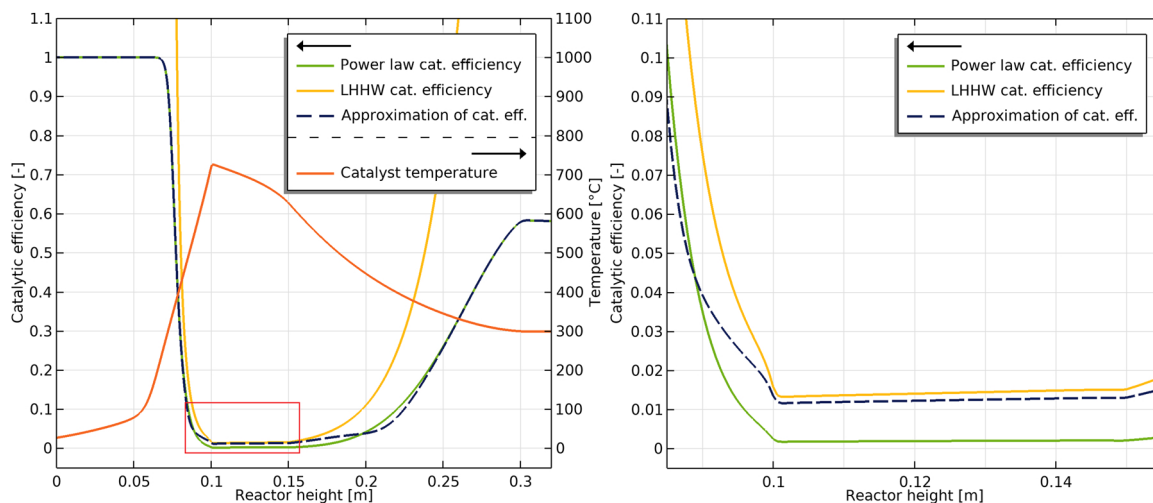 1.1
1
0.9
0.8
0.7
0.6
0.5
0.4
0.3
0.2
0.1
0
Catalytic efficiency [-]
0 0.05 0.1 0.15 0.2 0.25 0.3
Reactor height [m]
1100
1000
900
800
700
600
500
400
300
200
100
0
Temperature [°C]
Power law cat. efficiency
LHHW cat. efficiency
Approximation of cat. eff.
Catalyst temperature
0.11
0.1
0.09
0.08
0.07
0.06
0.05
0.04
0.03
0.02
0.01
0
Catalytic efficiency [-]
0.1 0.12 0.14
Reactor height [m]
Power law cat. efficiency
LHHW cat. efficiency
Approximation of cat. eff.